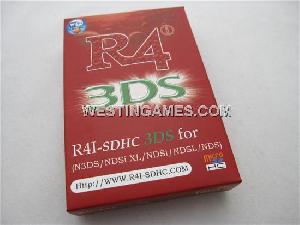 R4
3DS
WESTINGAMES.COM
R4I-SDHC 3DS for
(N3DS/NDSi XL/NDSi/NDSL/NDS)
Http://WWW.R4I-SDHC.COM
micro